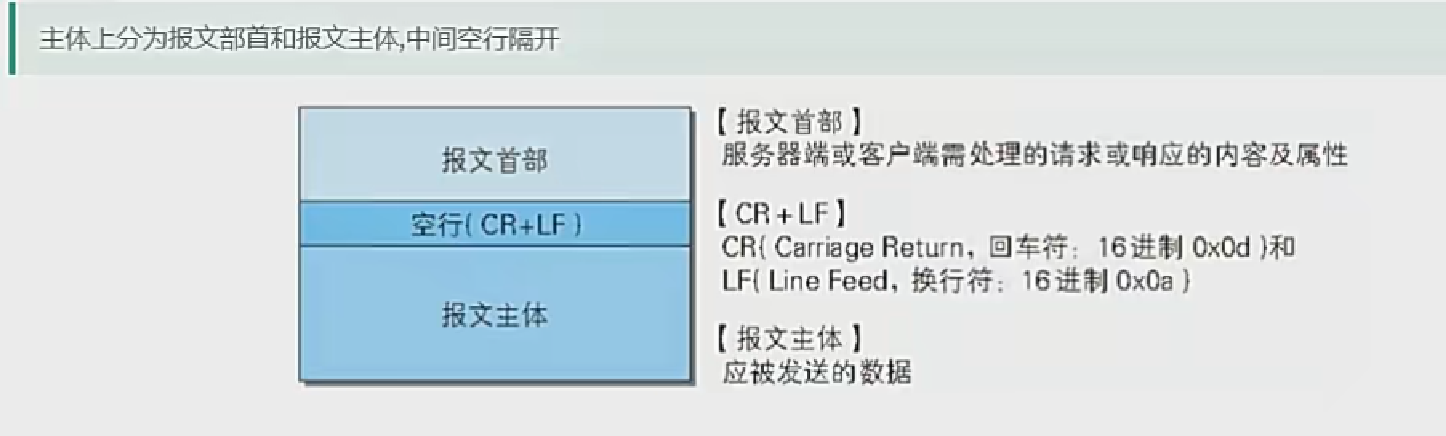 主体上分为报文部首和报文主体,中间空行隔开
报文首部
空行(CR+LF)
报文主体
【报文首部】
服务器端或客户端需处理的请求或响应的内容及属性
【CR+LF】
CR(Carriage Return，回车符：16进制 0x0d)和
LF(Line Feed，换行符：16进制 0x0a)
【报文主体】
应被发送的数据